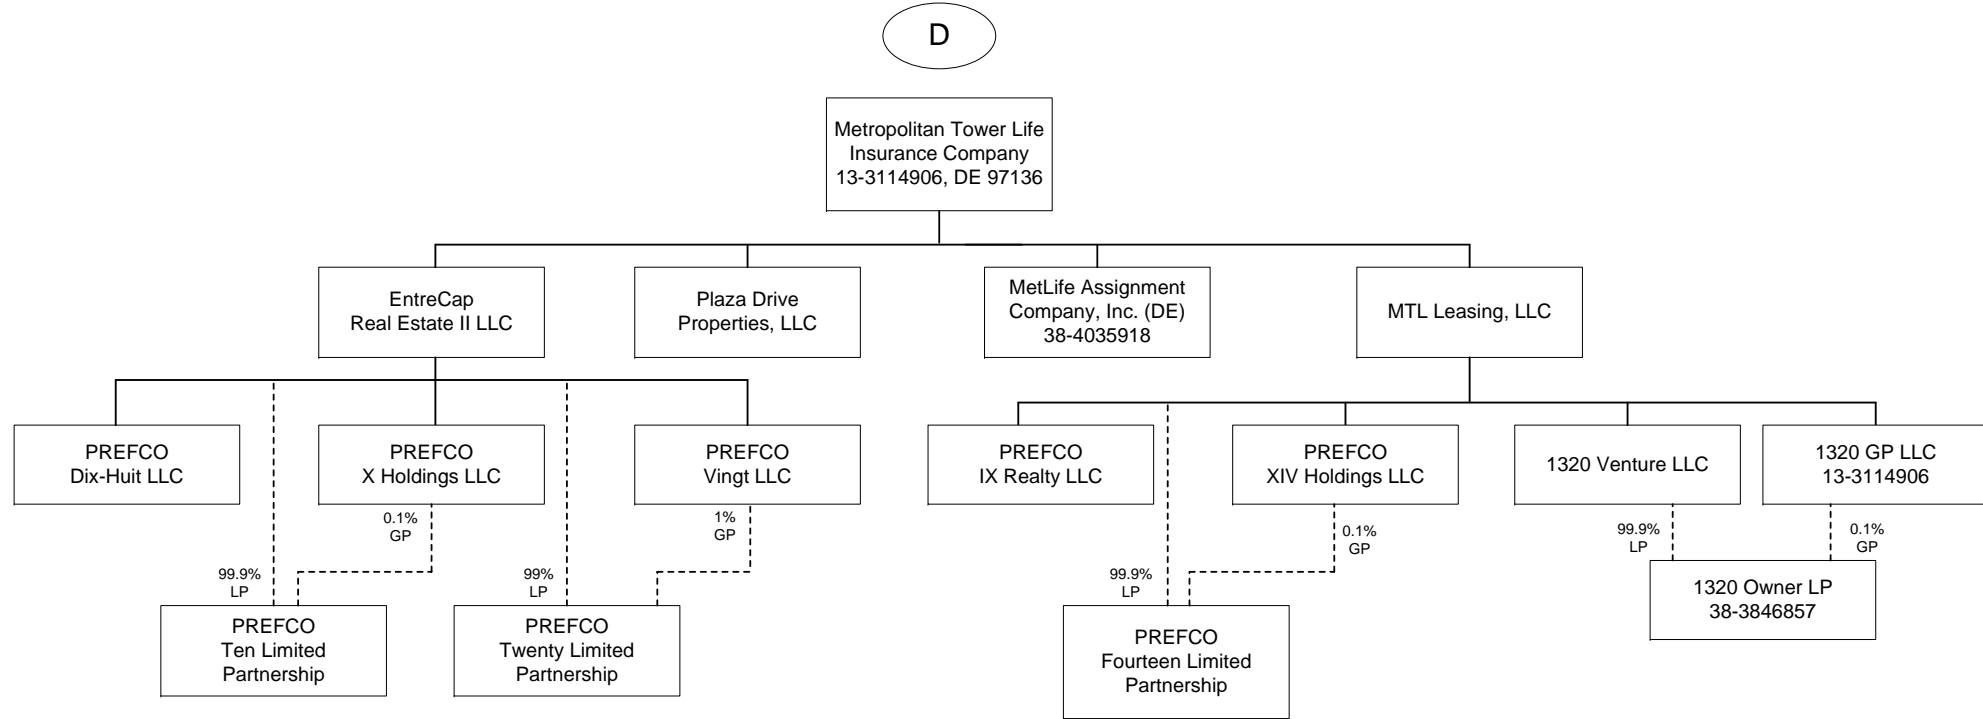 D
Metropolitan Tower Life
Insurance Company
13-3114906, DE 97136
EntreCap
Real Estate II LLC
Plaza Drive
Properties, LLC
MetLife Assignment
Company, Inc. (DE)
38-4035918
MTL Leasing, LLC
PREFCO
Dix-Huit LLC
PREFCO
X Holdings LLC
PREFCO
Vingt LLC
PREFCO
IX Realty LLC
PREFCO
XIV Holdings LLC
1320 Venture LLC
1320 GP LLC
13-3114906
0.1%
GP
1%
GP
0.1%
GP
99.9%
LP
0.1%
GP
99.9%
LP
99%
LP
99.9%
LP
PREFCO
Ten Limited
Partnership
PREFCO
Twenty Limited
Partnership
PREFCO
Fourteen Limited
Partnership
1320 Owner LP
38-3846857